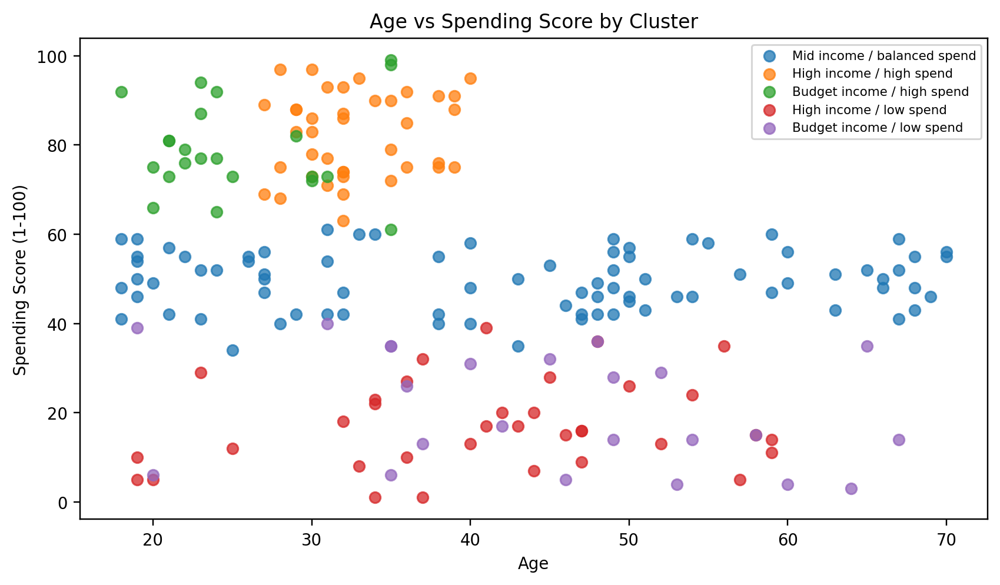 Age vs Spending Score by Cluster
Mid income / balanced spend
High income / high spend
Budget income / high spend
High income / low spend
Budget income / low spend
Spending Score (1-100)
100
80
60
40
20
0
20 30 40 50 60 70
Age